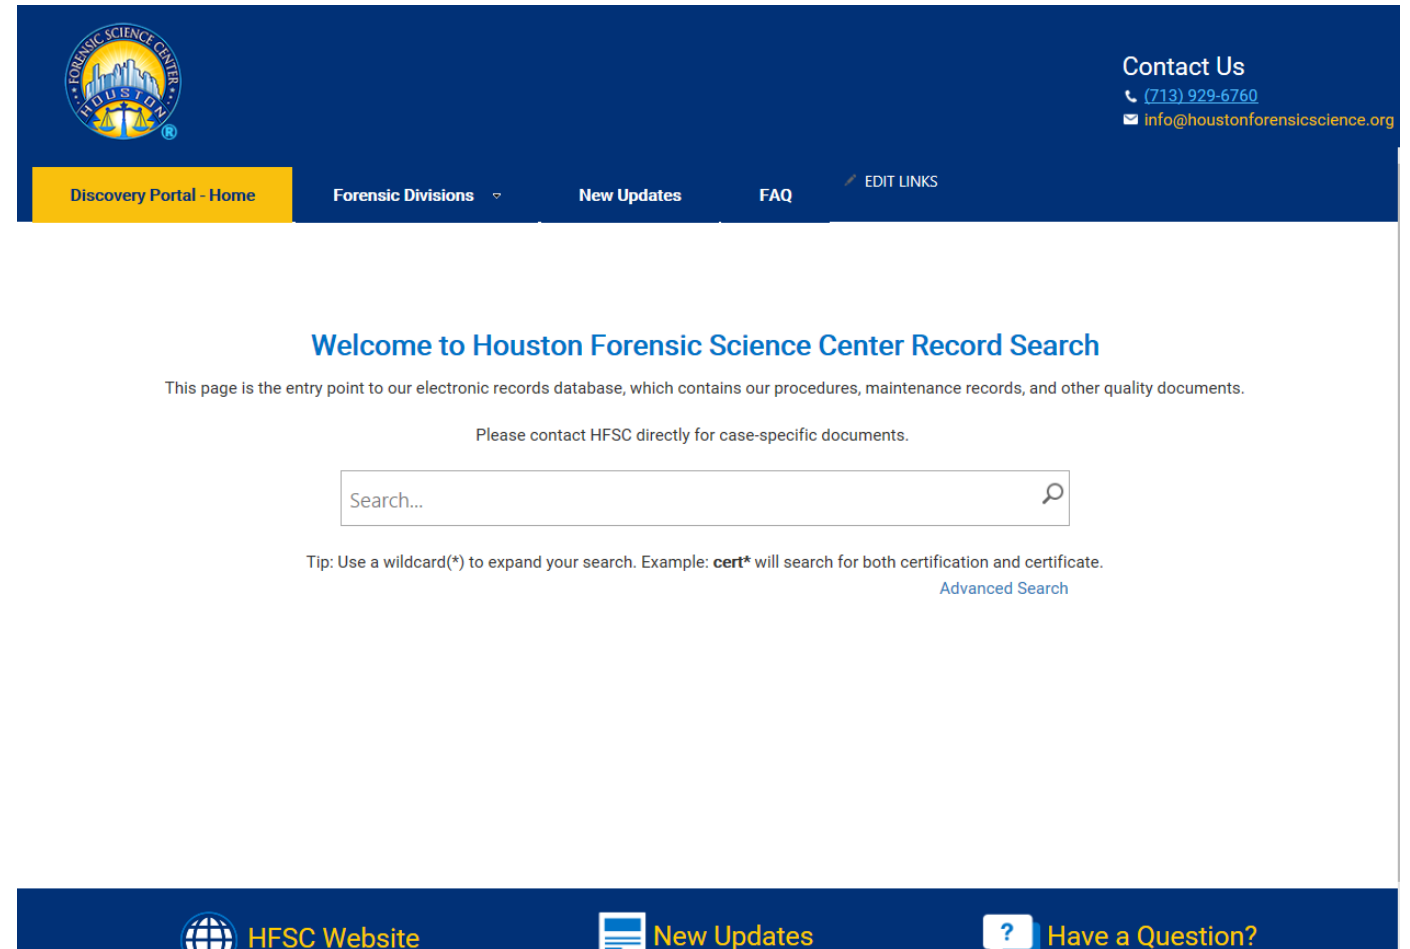 FORENSIC SCIENCE CENTER
HOUSTON
®
Contact Us
(713) 929-6760
info@houstonforensicscience.org
Discovery Portal - Home
Forensic Divisions
New Updates
FAQ
EDIT LINKS
Welcome to Houston Forensic Science Center Record Search
This page is the entry point to our electronic records database, which contains our procedures, maintenance records, and other quality documents.
Please contact HFSC directly for case-specific documents.
Search...
Tip: Use a wildcard(*) to expand your search. Example: cert* will search for both certification and certificate.
Advanced Search
HFSC Website
New Updates
? Have a Question?